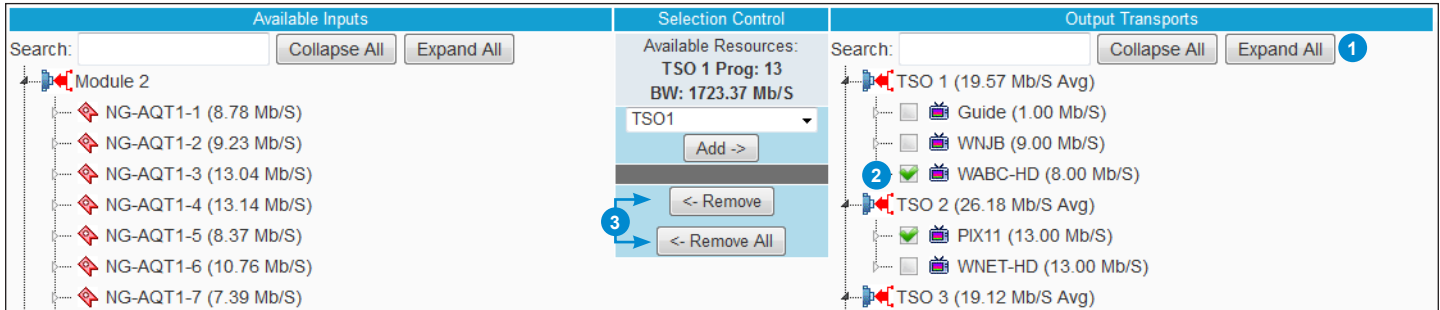 Available Inputs
Search: Collapse All Expand All
Module 2
NG-AQT1-1 (8.78 Mb/S)
NG-AQT1-2 (9.23 Mb/S)
NG-AQT1-3 (13.04 Mb/S)
NG-AQT1-4 (13.14 Mb/S)
NG-AQT1-5 (8.37 Mb/S)
NG-AQT1-6 (10.76 Mb/S)
NG-AQT1-7 (7.39 Mb/S)
Selection Control
Available Resources:
TSO 1 Prog: 13
BW: 1723.37 Mb/S
TSO1
Add ->
<- Remove
3
<- Remove All
Output Transports
Search: Collapse All Expand All 1
TSO 1 (19.57 Mb/S Avg)
Guide (1.00 Mb/S)
WNJB (9.00 Mb/S)
2 WABC-HD (8.00 Mb/S)
TSO 2 (26.18 Mb/S Avg)
PIX11 (13.00 Mb/S)
WNET-HD (13.00 Mb/S)
TSO 3 (19.12 Mb/S Avg)